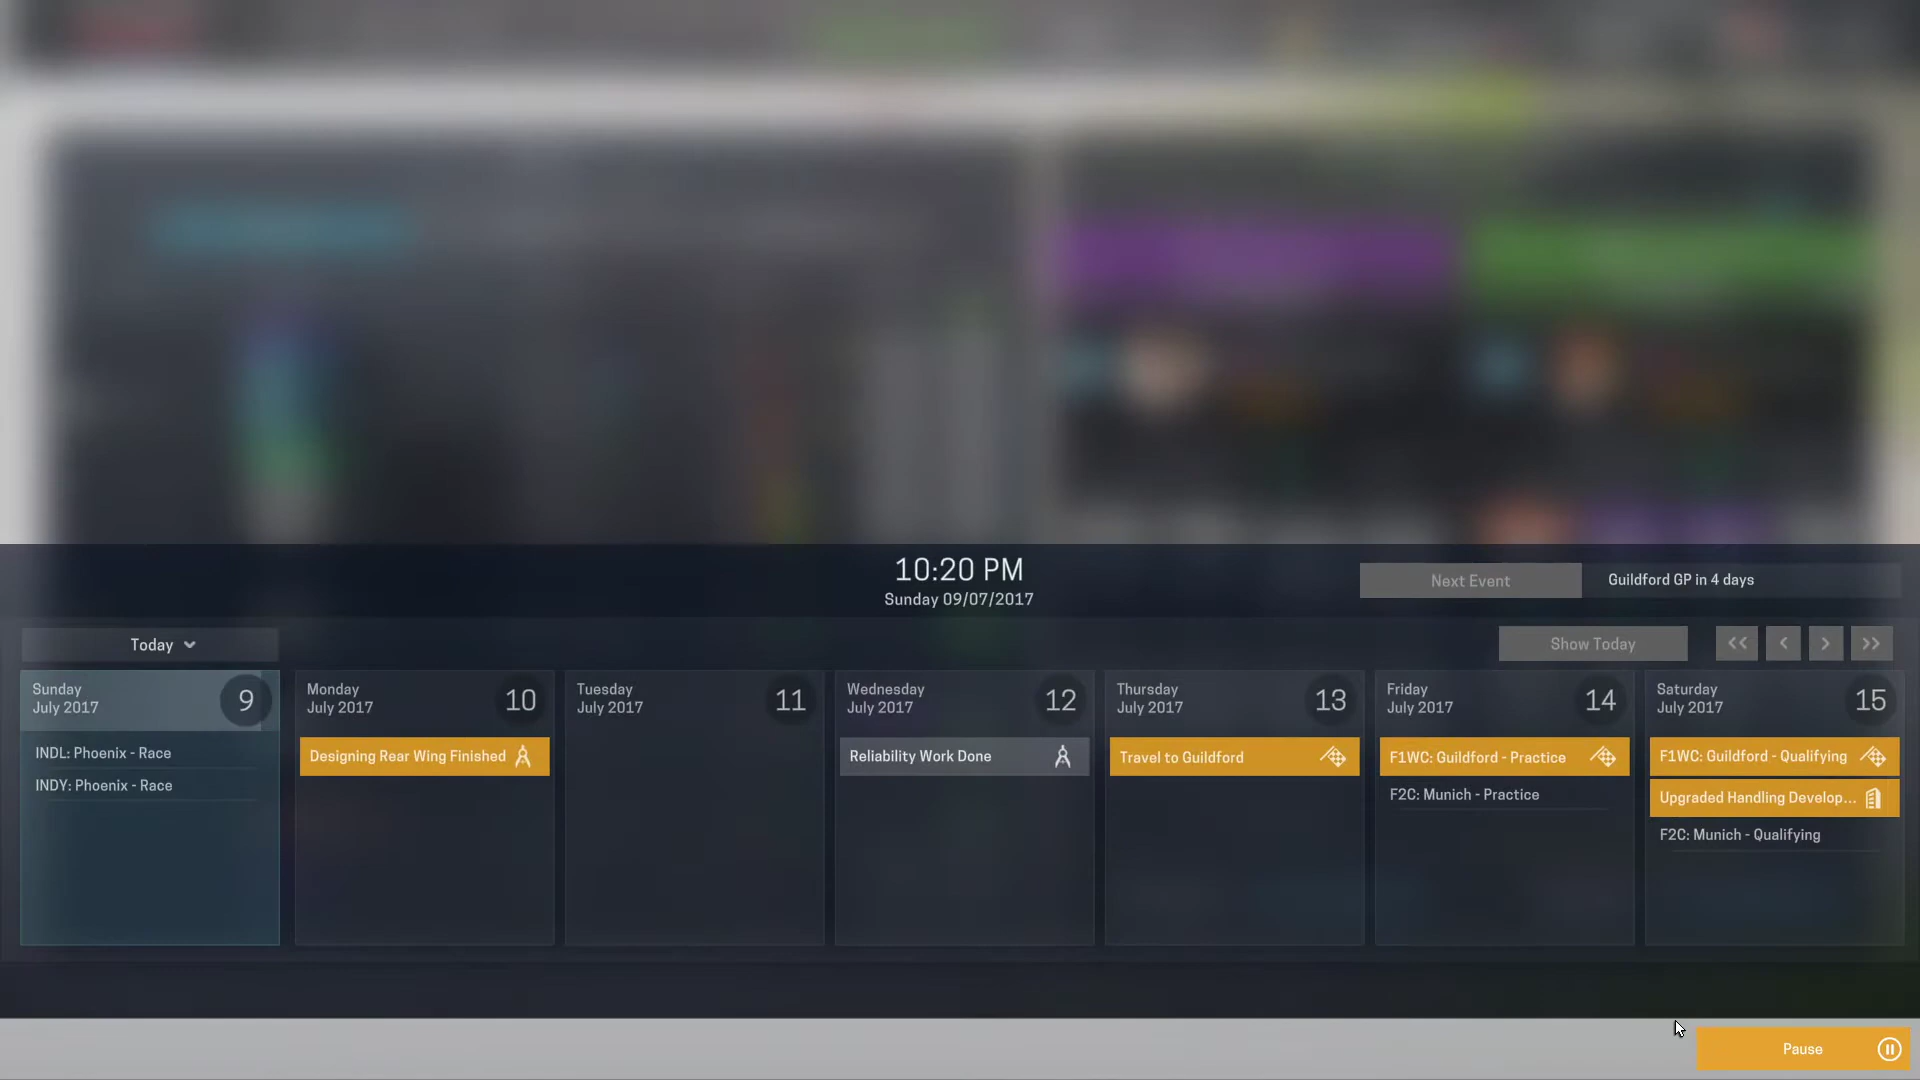 10:20 PM
Sunday 09/07/2017
Next Event
Guildford GP in 4 days
Today
Show Today
Sunday
July 2017
9
INDL: Phoenix - Race
INDY: Phoenix - Race
Monday
July 2017
10
Designing Rear Wing Finished
Tuesday
July 2017
11
Wednesday
July 2017
12
Reliability Work Done
Thursday
July 2017
13
Travel to Guildford
Friday
July 2017
14
F1WC: Guildford - Practice
F2C: Munich - Practice
Saturday
July 2017
15
F1WC: Guildford - Qualifying
Upgraded Handling Develop...
F2C: Munich - Qualifying
Pause